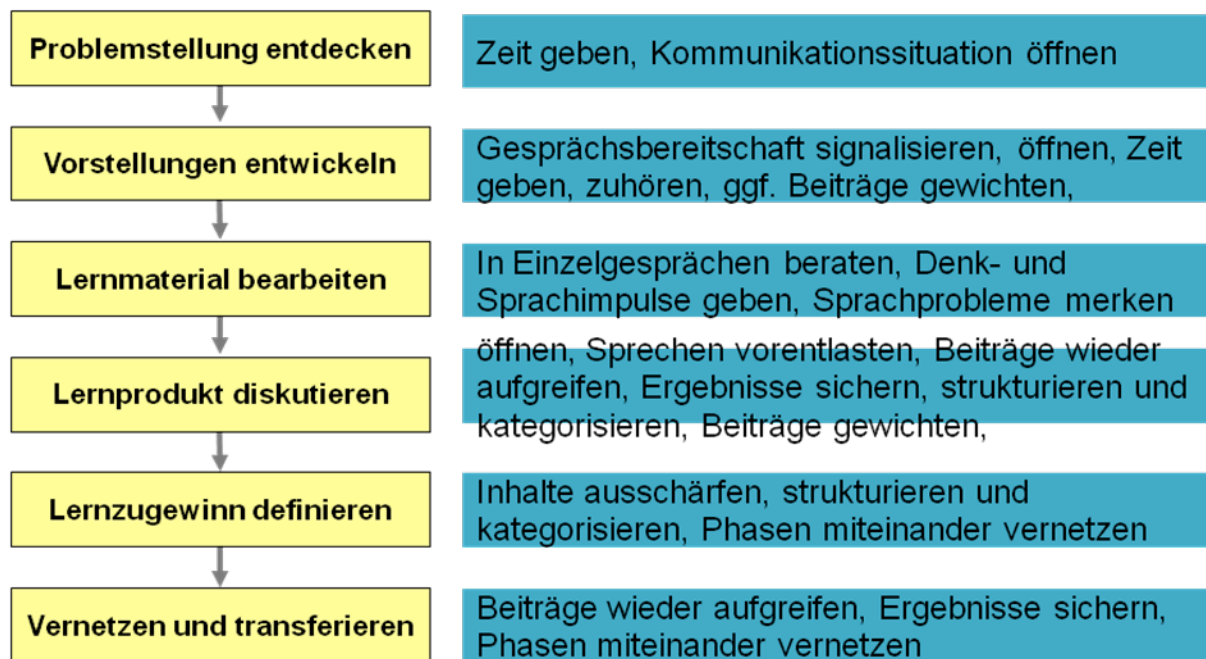 Problemstellung entdecken
Zeit geben, Kommunikationssituation öffnen
Vorstellungen entwickeln
Gesprächsbereitschaft signalisieren, öffnen, Zeit
geben, zuhören, ggf. Beiträge gewichten,
Lernmaterial bearbeiten
In Einzelgesprächen beraten, Denk- und
Sprachimpulse geben, Sprachprobleme merken
Lernprodukt diskutieren
öffnen, Sprechen vorentlasten, Beiträge wieder
aufgreifen, Ergebnisse sichern, strukturieren und
kategorisieren, Beiträge gewichten,
Lernzugewinn definieren
Inhalte ausschärfen, strukturieren und
kategorisieren, Phasen miteinander vernetzen
Vernetzen und transferieren
Beiträge wieder aufgreifen, Ergebnisse sichern,
Phasen miteinander vernetzen